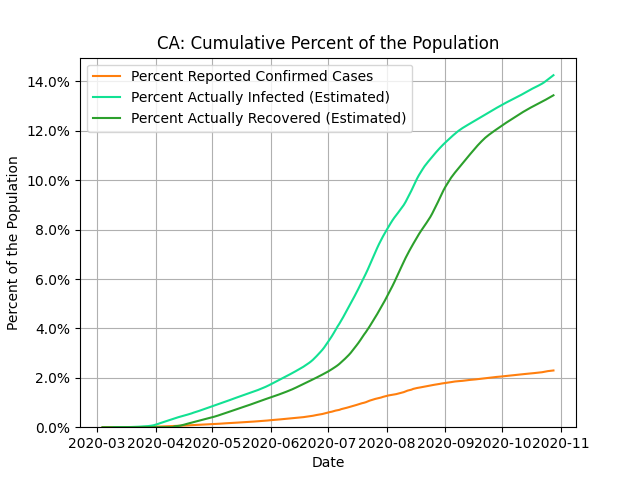 CA: Cumulative Percent of the Population
Percent Reported Confirmed Cases
Percent Actually Infected (Estimated)
Percent Actually Recovered (Estimated)
14.0%
12.0%
10.0%
8.0%
6.0%
4.0%
2.0%
0.0%
Percent of the Population
2020-03 2020-04 2020-05 2020-06 2020-07 2020-08 2020-09 2020-10 2020-11
Date